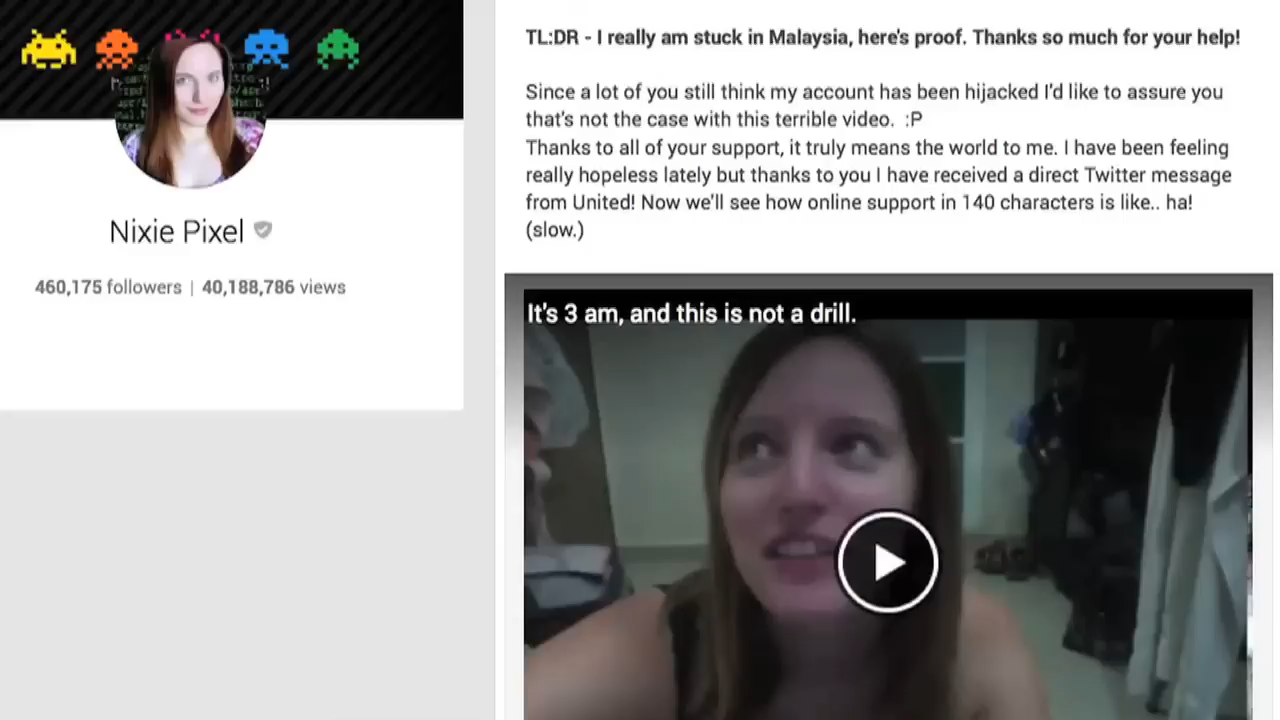 TL:DR - I really am stuck in Malaysia, here's proof. Thanks so much for your help!
Since a lot of you still think my account has been hijacked I'd like to assure you
that's not the case with this terrible video.  :P
Thanks to all of your support, it truly means the world to me. I have been feeling
really hopeless lately but thanks to you I have received a direct Twitter message
from United! Now we'll see how online support in 140 characters is like.. ha!
(slow.)
Nixie Pixel
460,175 followers | 40,188,786 views
It's 3 am, and this is not a drill.